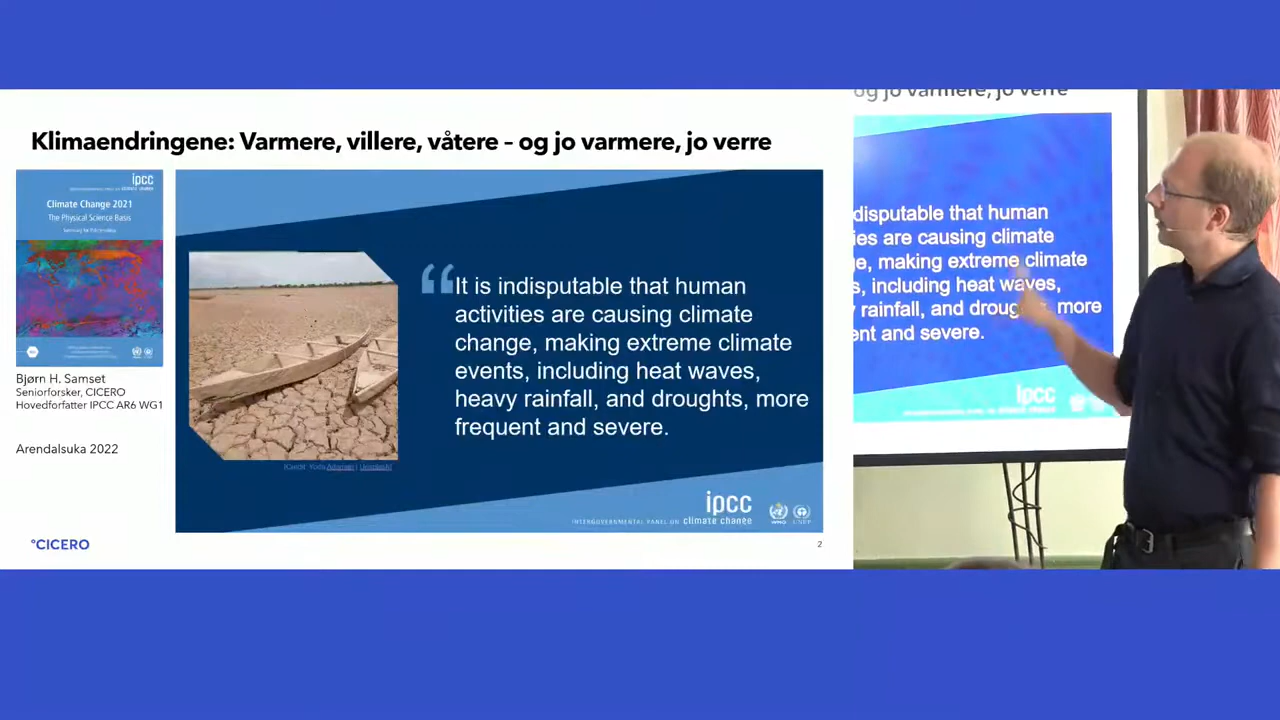 Klimaendringene: Varmere, villere, våtere – og jo varmere, jo verre
ipcc
Climate Change 2021
The Physical Science Basis
Bjørn H. Samset
Seniorforsker, CICERO
Hovedforfatter IPCC AR6 WG1
Arendalsuka 2022
°CICERO
“It is indisputable that human
activities are causing climate
change, making extreme climate
events, including heat waves,
heavy rainfall, and droughts, more
frequent and severe.
ipcc
INTERGOVERNMENTAL PANEL ON climate change
WMO
UNEP
2
og jo varmere, jo verre
disputable that human
ies are causing climate
e, making extreme climate
s, including heat waves,
rainfall, and droug more
ent and severe.
ipcc
climate change